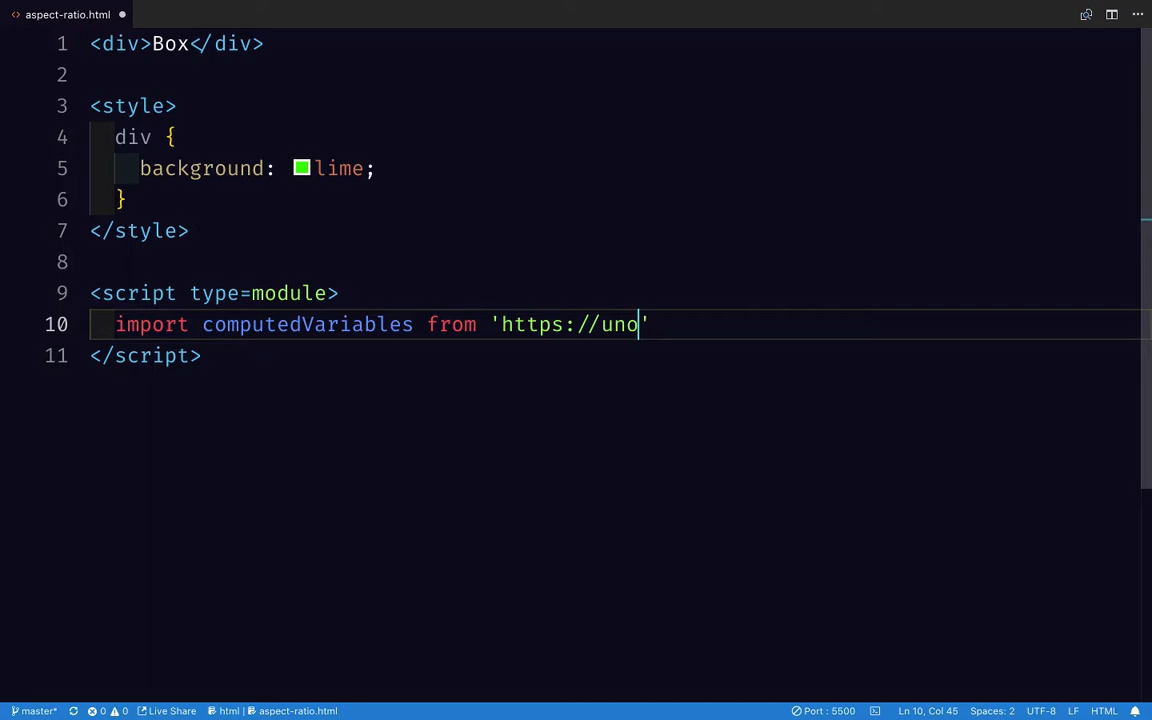 aspect-ratio.html
1 <div>Box</div>
2
3 <style>
4 div {
5 background: lime;
6 }
7 </style>
8
9 <script type=module>
10 import computedVariables from 'https://uno'
11 </script>
master* 0 0 Live Share html | aspect-ratio.html Port : 5500 Ln 10, Col 45 Spaces: 2 UTF-8 LF HTML